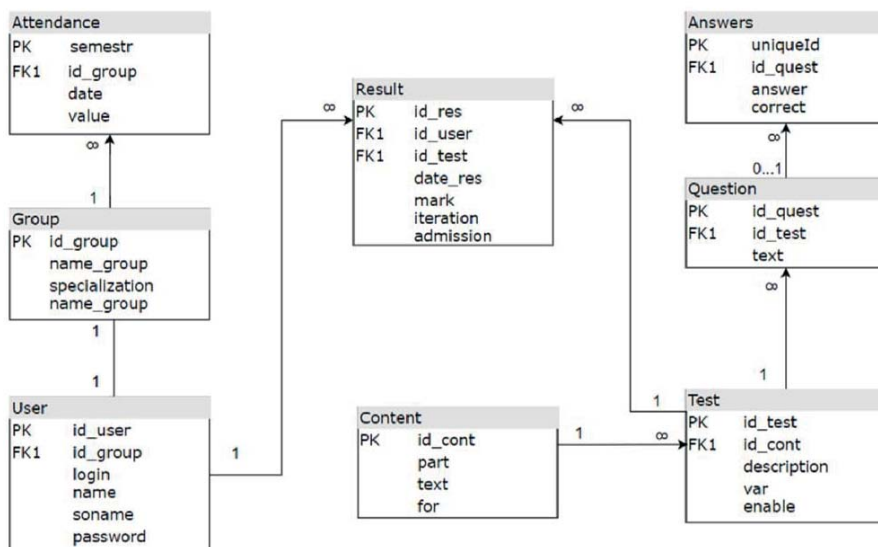 Attendance
PK semestr
FK1 id_group
date
value
∞
1
Group
PK id_group
name_group
specialization
name_group
1
1
User
PK id_user
FK1 id_group
login
name
soname
password
1
∞
Result
PK id_res
FK1 id_user
FK1 id_test
date_res
mark
iteration
admission
∞
Content
PK id_cont
part
text
for
1
∞
Answers
PK uniqueId
FK1 id_quest
answer
correct
∞
0...1
Question
PK id_quest
FK1 id_test
text
∞
1
1
Test
PK id_test
FK1 id_cont
description
var
enable